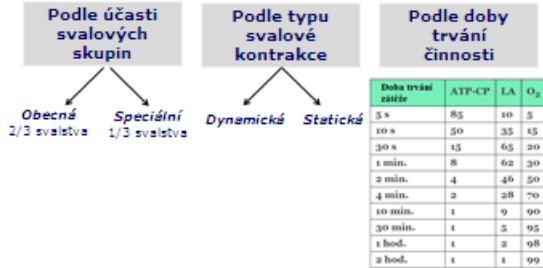 Podle účasti
svalových
skupin
Podle typu
svalové
kontrakce
Podle doby
trvání
činnosti
Obecná
2/3 svalstva
Speciální
1/3 svalstva
Dynamická
Statická
Doba trvání zátěže ATP-CP LA O₂
5 s 85 10 5
10 s 50 35 15
30 s 15 65 20
1 min. 8 62 30
2 min. 4 46 50
4 min. 2 28 70
10 min. 1 9 90
30 min. 1 5 95
1 hod. 1 2 98
2 hod. 1 1 99